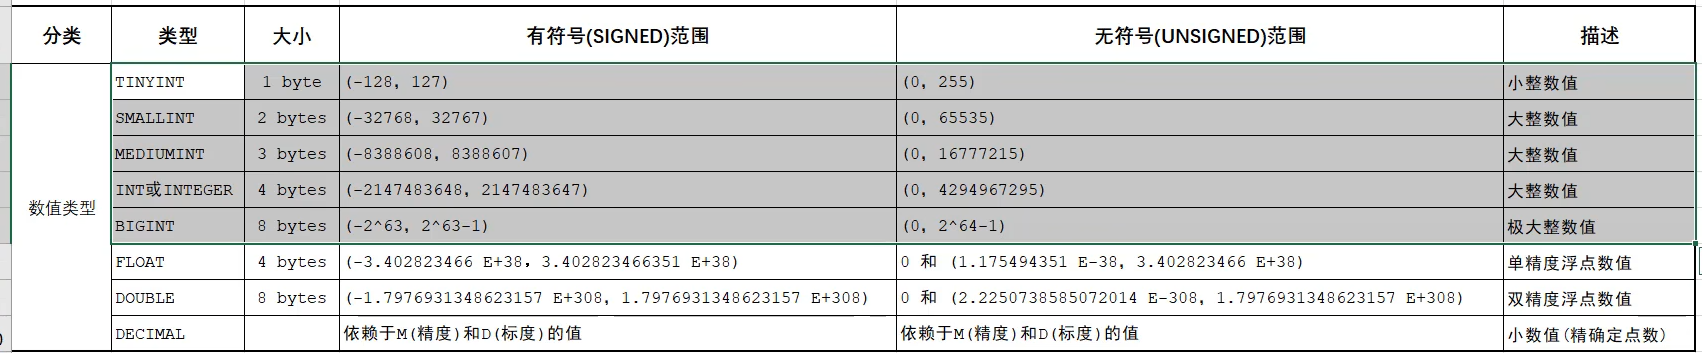 分类 类型 大小 有符号(SIGNED)范围 无符号(UNSIGNED)范围 描述
TINYINT 1 byte (-128, 127) (0, 255) 小整数值
SMALLINT 2 bytes (-32768, 32767) (0, 65535) 大整数值
MEDIUMINT 3 bytes (-8388608, 8388607) (0, 16777215) 大整数值
INT或INTEGER 4 bytes (-2147483648, 2147483647) (0, 4294967295) 大整数值
数值类型
BIGINT 8 bytes (-2^63, 2^63-1) (0, 2^64-1) 极大整数值
FLOAT 4 bytes (-3.402823466 E+38, 3.402823466351 E+38) 0 和 (1.175494351 E-38, 3.402823466 E+38) 单精度浮点数值
DOUBLE 8 bytes (-1.7976931348623157 E+308, 1.7976931348623157 E+308) 0 和 (2.2250738585072014 E-308, 1.7976931348623157 E+308) 双精度浮点数值
DECIMAL 依赖于M(精度)和D(标度)的值 依赖于M(精度)和D(标度)的值 小数值(精确定点数)